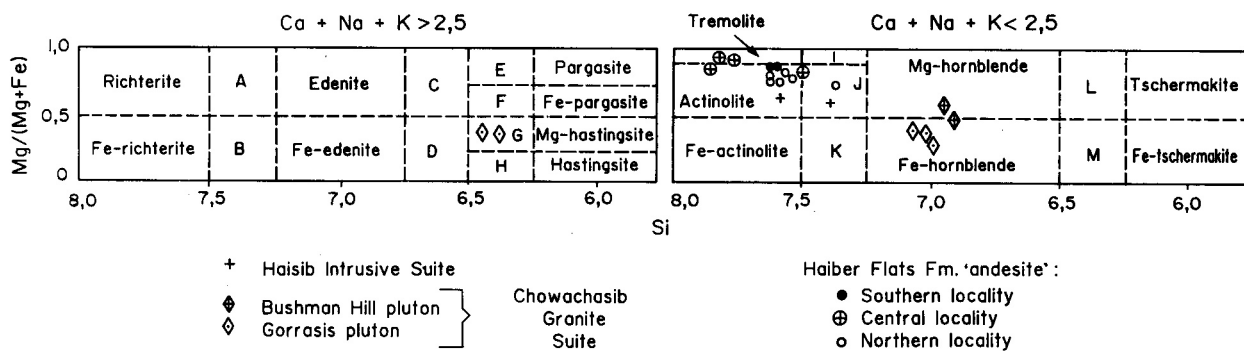 Ca + Na + K > 2,5
Tremolite
Ca + Na + K < 2,5
Mg/(Mg+Fe)
1,0
0,5
0
Richterite
A
Edenite
C
E
Pargasite
F
Fe-pargasite
Fe-richterite
B
Fe-edenite
D
G
Mg-hastingsite
H
Hastingsite
I
Mg-hornblende
L
Tschermakite
Actinolite
J
Fe-actinolite
K
Fe-hornblende
M
Fe-tschermakite
8,0
7,5
7,0
6,5
6,0
Si
8,0
7,5
7,0
6,5
6,0
+ Haisib Intrusive Suite
Bushman Hill pluton
Gorrasis pluton
Chowachasib
Granite
Suite
Haiber Flats Fm. 'andesite' :
Southern locality
Central locality
Northern locality